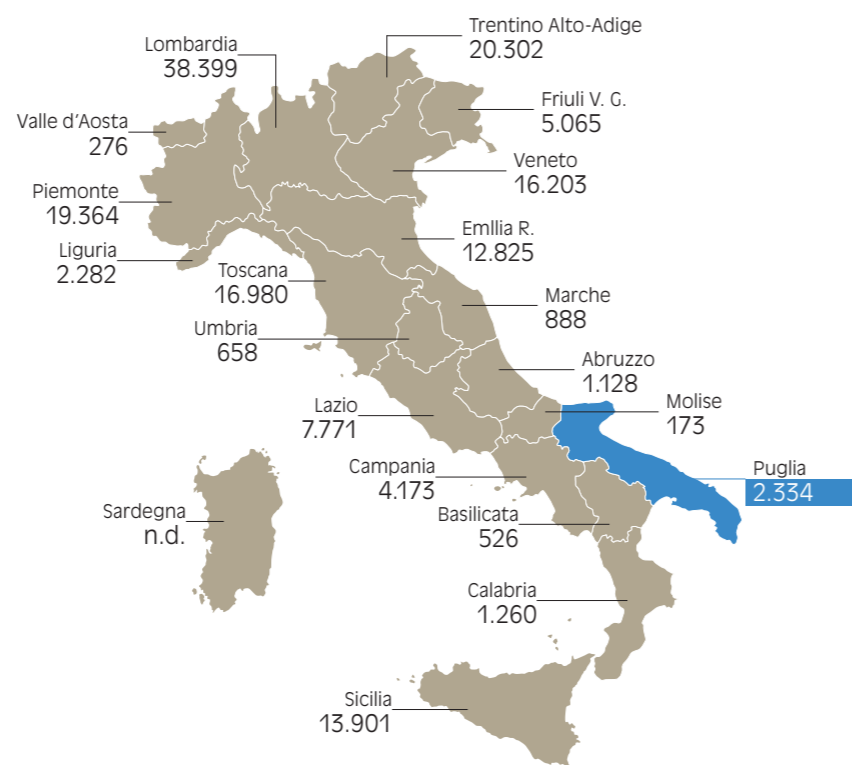 Trentino Alto-Adige
20.302
Lombardia
38.399
Friuli V. G.
5.065
Valle d'Aosta
276
Veneto
16.203
Piemonte
19.364
Emllia R.
12.825
Liguria
2.282
Toscana
16.980
Marche
888
Umbria
658
Abruzzo
1.128
Molise
173
Lazio
7.771
Campania
4.173
Puglia
2.334
Sardegna
n.d.
Basilicata
526
Calabria
1.260
Sicilia
13.901